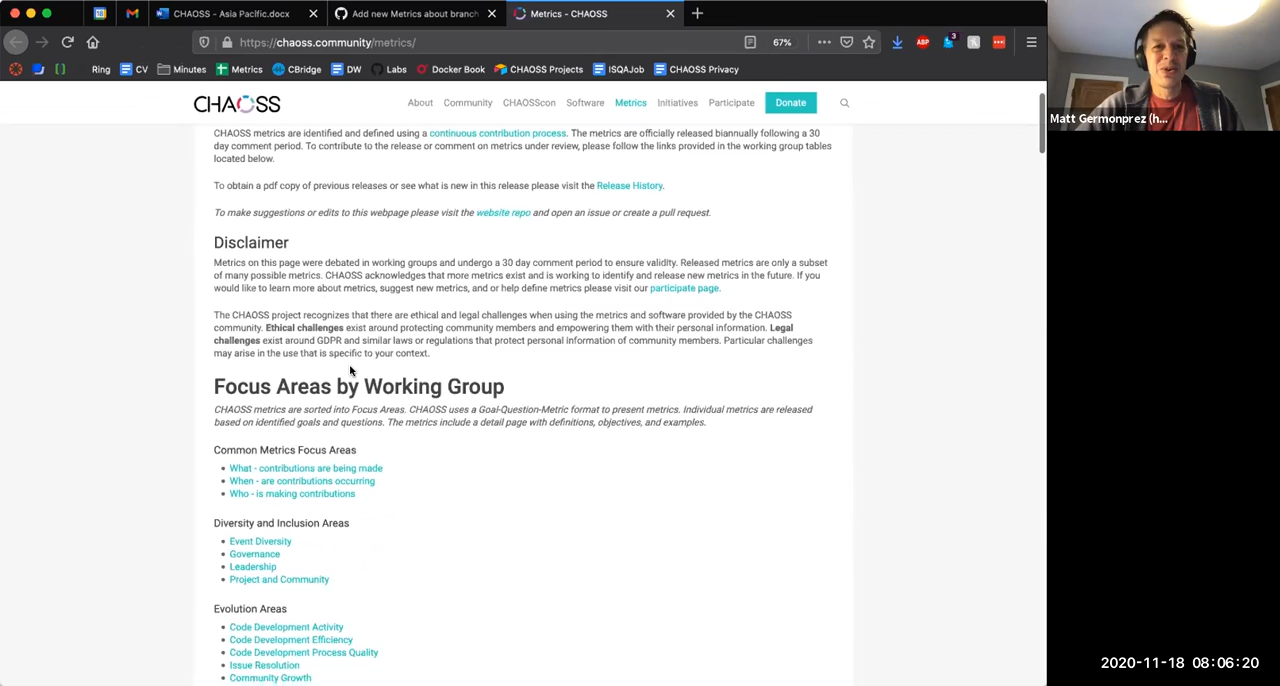 CHAOSS - Asia Pacific.docx
Add new Metrics about branch
Metrics - CHAOSS
https://chaoss.community/metrics/
67%
ABP
3
Ring
CV
Minutes
Metrics
CBridge
DW
Labs
Docker Book
CHAOSS Projects
ISQAJob
CHAOSS Privacy
CHAOSS
About
Community
CHAOSScon
Software
Metrics
Initiatives
Participate
Donate
CHAOSS metrics are identified and defined using a continuous contribution process. The metrics are officially released biannually following a 30
day comment period. To contribute to the release or comment on metrics under review, please follow the links provided in the working group tables
located below.
To obtain a pdf copy of previous releases or see what is new in this release please visit the Release History.
To make suggestions or edits to this webpage please visit the website repo and open an issue or create a pull request.
Disclaimer
Metrics on this page were debated in working groups and undergo a 30 day comment period to ensure validity. Released metrics are only a subset
of many possible metrics. CHAOSS acknowledges that more metrics exist and is working to identify and release new metrics in the future. If you
would like to learn more about metrics, suggest new metrics, and or help define metrics please visit our participate page.
The CHAOSS project recognizes that there are ethical and legal challenges when using the metrics and software provided by the CHAOSS
community. Ethical challenges exist around protecting community members and empowering them with their personal information. Legal
challenges exist around GDPR and similar laws or regulations that protect personal information of community members. Particular challenges
may arise in the use that is specific to your context.
Focus Areas by Working Group
CHAOSS metrics are sorted into Focus Areas. CHAOSS uses a Goal-Question-Metric format to present metrics. Individual metrics are released
based on identified goals and questions. The metrics include a detail page with definitions, objectives, and examples.
Common Metrics Focus Areas
What - contributions are being made
When - are contributions occurring
Who - is making contributions
Diversity and Inclusion Areas
Event Diversity
Governance
Leadership
Project and Community
Evolution Areas
Code Development Activity
Code Development Efficiency
Code Development Process Quality
Issue Resolution
Community Growth
Matt Germonprez (h...
2020-11-18 08:06:20